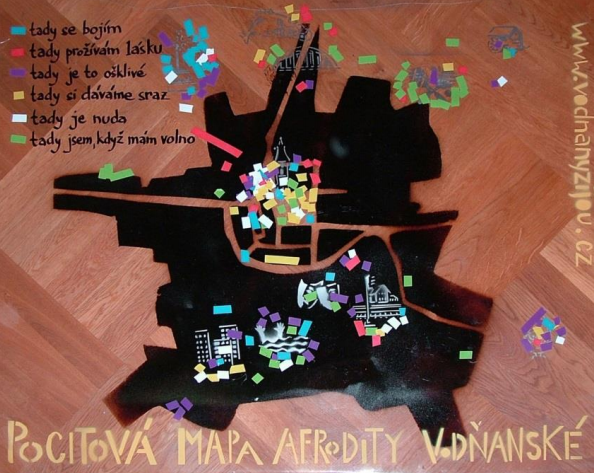 tady se bojím
tady prožívám lásku
tady je to ošklivé
tady si dáváme sraz
tady je nuda
tady jsem, když mám volno
www.vodnanyzijou.cz
POCITOVÁ MAPA AFRODITY VODŇANSKÉ